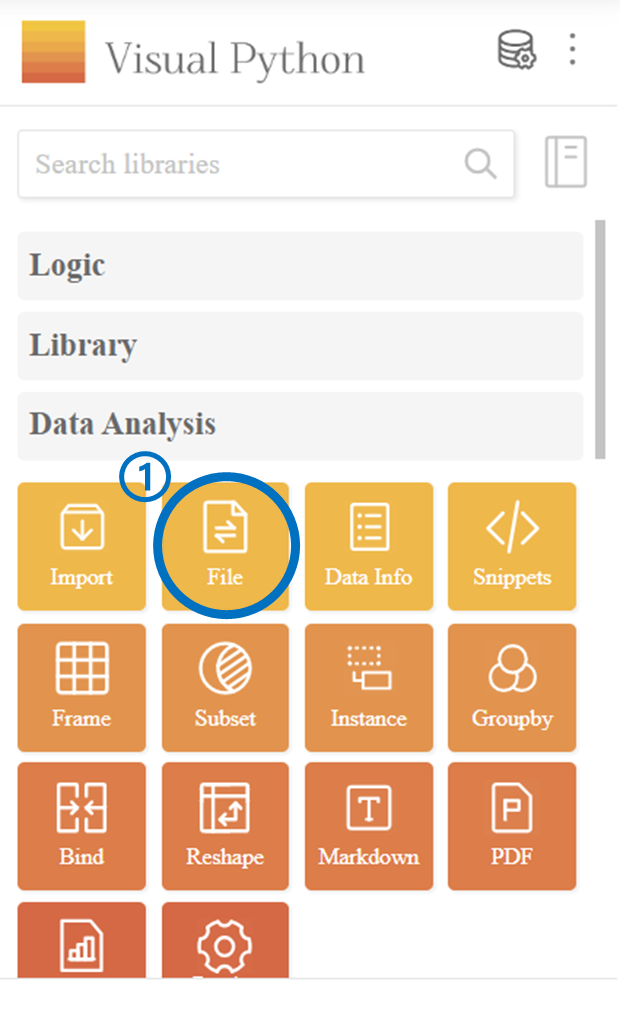 Visual Python
Search libraries
Logic
Library
Data Analysis
①
Import File Data Info Snippets
Frame Subset Instance Groupby
Bind Reshape Markdown PDF